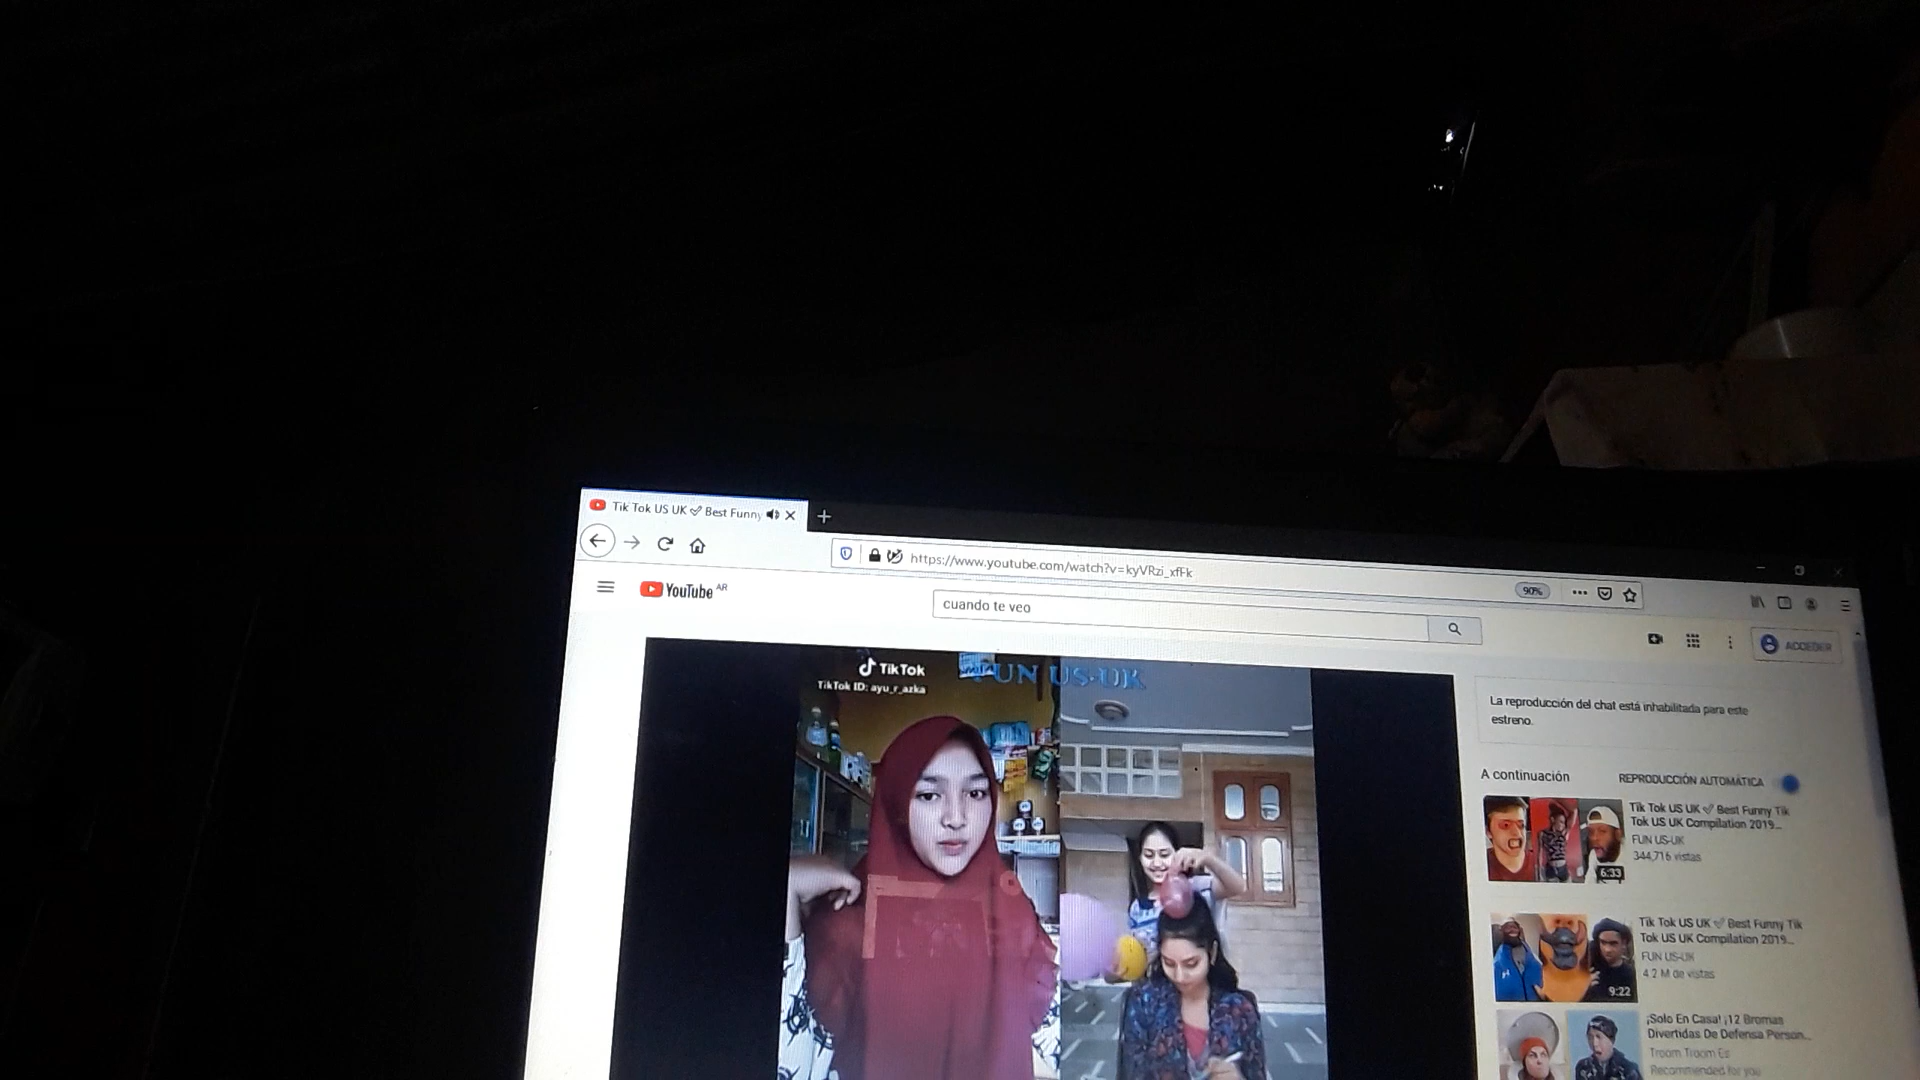 Tik Tok US UK ✓ Best Funny
https://www.youtube.com/watch?v=kyVRzi_xfFk
90%
YouTube AR
cuando te veo
ACCEDER
TikTok
TikTok ID: ayu_r_azka
FUN US-UK
La reproducción del chat está inhabilitada para este
estreno.
A continuación
REPRODUCCIÓN AUTOMÁTICA
Tik Tok US UK ✓ Best Funny Tik
Tok US UK Compilation 2019...
FUN US-UK
344,716 vistas
6:33
Tik Tok US UK ✓ Best Funny Tik
Tok US UK Compilation 2019...
FUN US-UK
4.2 M de vistas
9:22
¡Solo En Casa! ¡12 Bromas
Divertidas De Defensa Person...
Troom Troom Es
Recommended for you